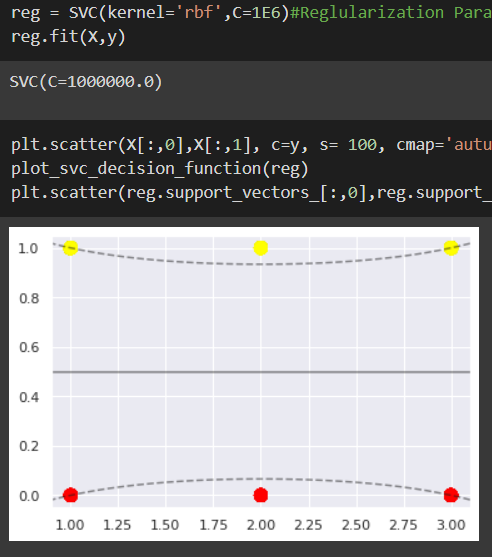 reg = SVC(kernel='rbf',C=1E6)#Reglularization Para
reg.fit(X,y)
SVC(C=1000000.0)
plt.scatter(X[:,0],X[:,1], c=y, s= 100, cmap='autu
plot_svc_decision_function(reg)
plt.scatter(reg.support_vectors_[:,0],reg.support_
1.0
0.8
0.6
0.4
0.2
0.0
1.00 1.25 1.50 1.75 2.00 2.25 2.50 2.75 3.00